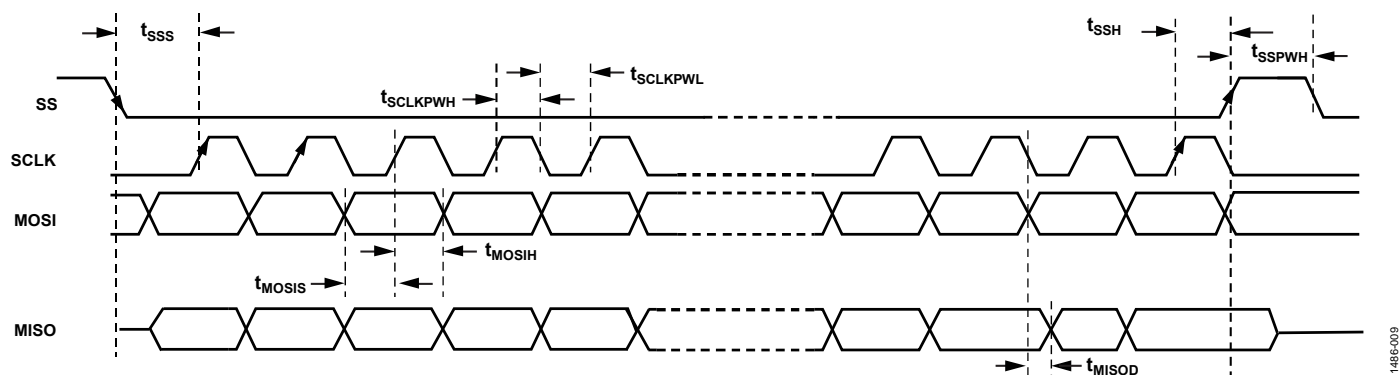 tSSS
tSSH
tSSPWH
tSCLKPWL
tSCLKPWH
SS
SCLK
MOSI
tMOSIH
tMOSIS
MISO
tMISOD
1486-009